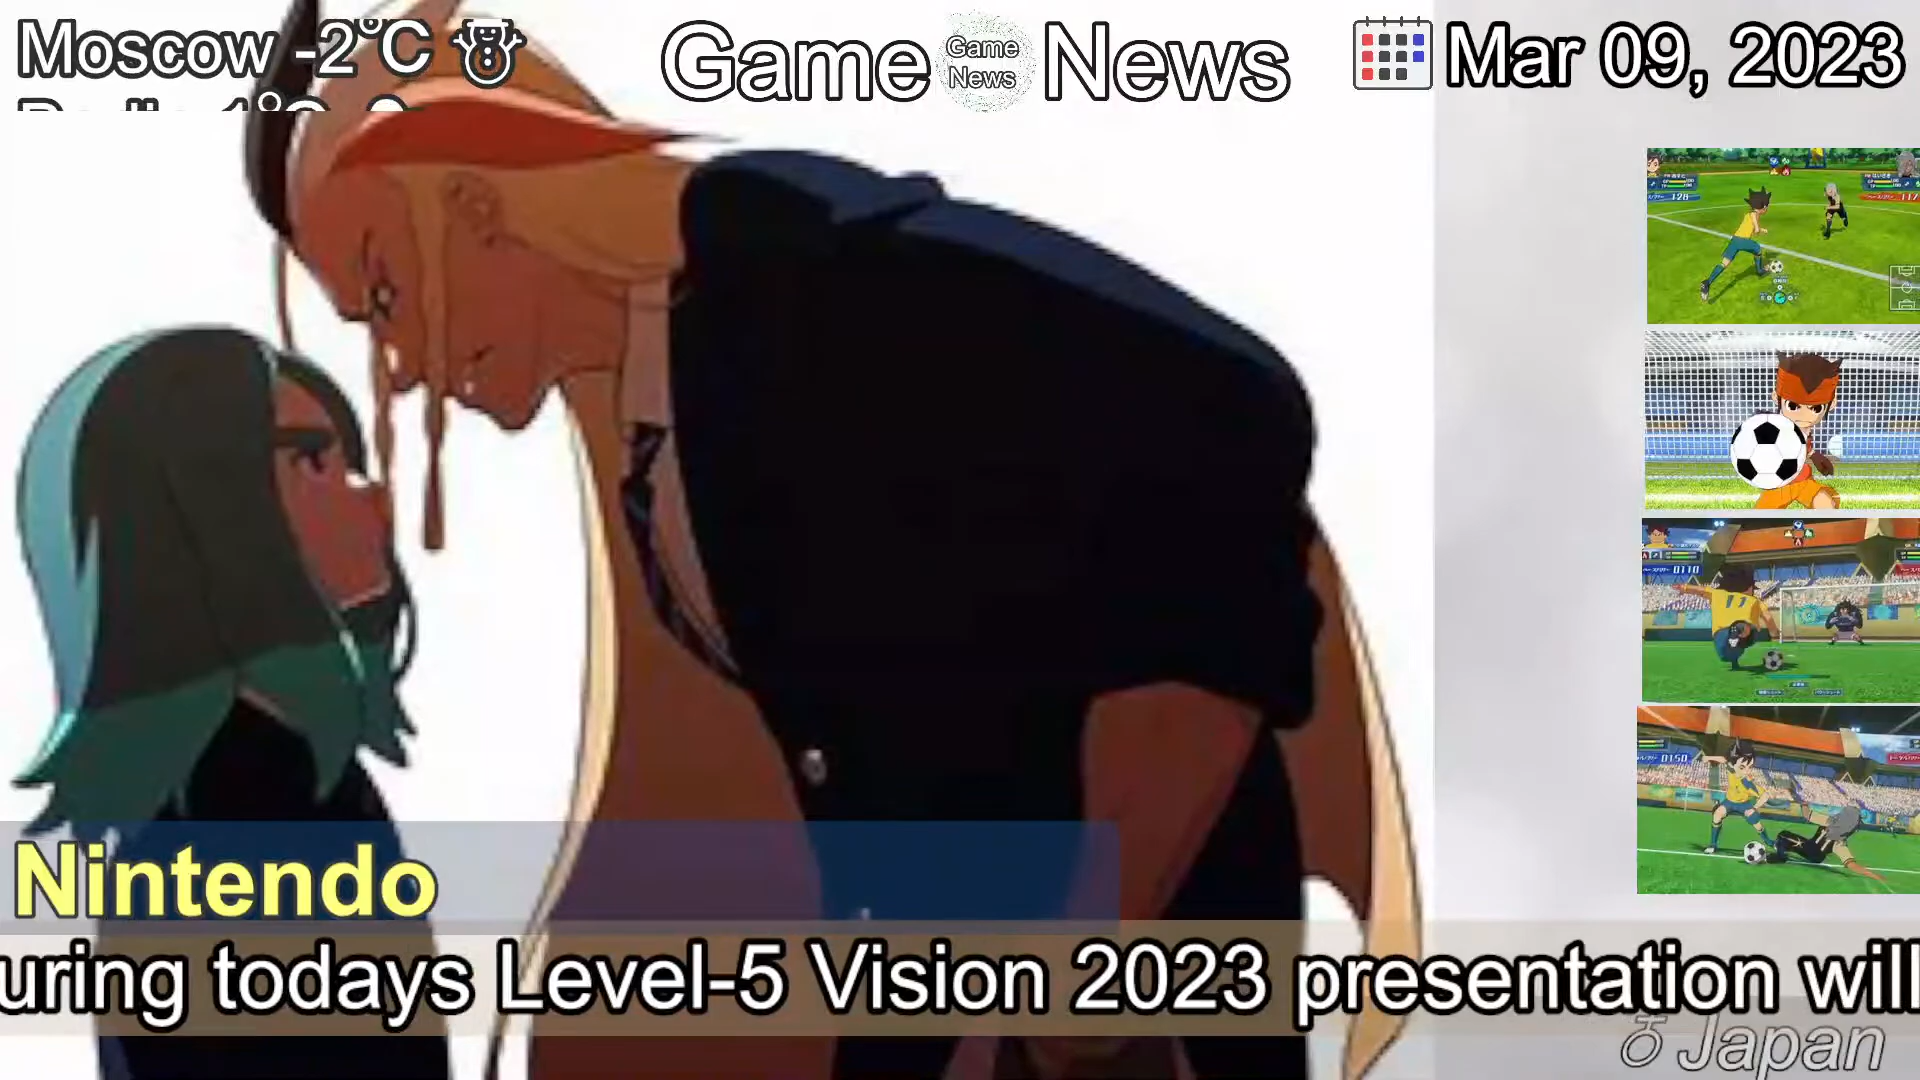 Moscow -2°C
Game
Game
News
News
Mar 09, 2023
Nintendo
uring todays Level-5 Vision 2023 presentation will
Japan